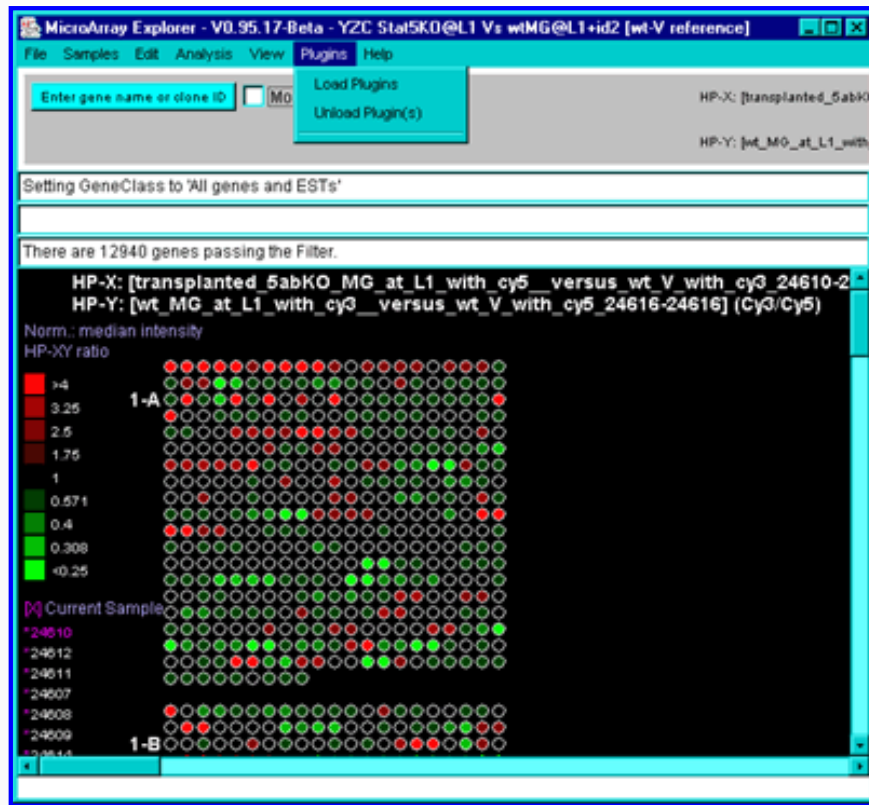 MicroArray Explorer - V0.95.17-Beta - YZC Stat5KO@L1 Vs wtMG@L1+id2 [wt-V reference]
File Samples Edit Analysis View Plugins Help
Load Plugins
Unload Plugin(s)
Enter gene name or clone ID
Mo
HP-X: [transplanted_5abKO
HP-Y: [wt_MG_at_L1_with_
Setting GeneClass to 'All genes and ESTs'
There are 12940 genes passing the Filter.
HP-X: [transplanted_5abKO_MG_at_L1_with_cy5__versus_wt_V_with_cy3_24610-2
HP-Y: [wt_MG_at_L1_with_cy3__versus_wt_V_with_cy5_24616-24616] (Cy3/Cy5)
Norm.: median intensity
HP-XY ratio
>4
3.25
2.5
1.75
1
0.571
0.4
0.308
<0.25
1-A
[X] Current Sample
*24610
*24612
*24611
*24607
*24608
*24609
1-B